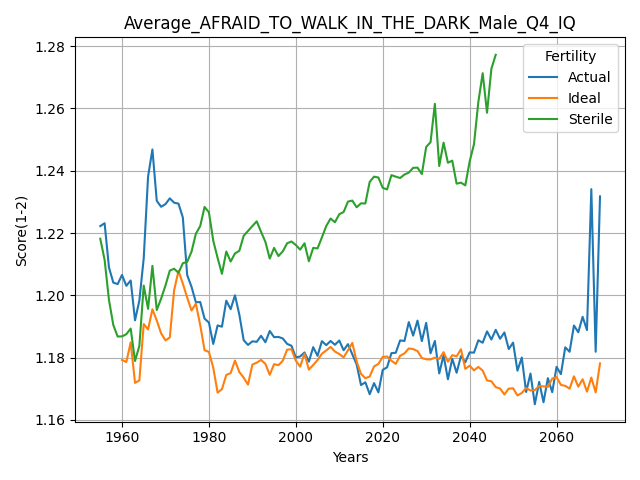 Average_AFRAID_TO_WALK_IN_THE_DARK_Male_Q4_IQ
Score(1-2)
1.28
1.26
1.24
1.22
1.20
1.18
1.16
Fertility
Actual
Ideal
Sterile
1960
1980
2000
2020
2040
2060
Years